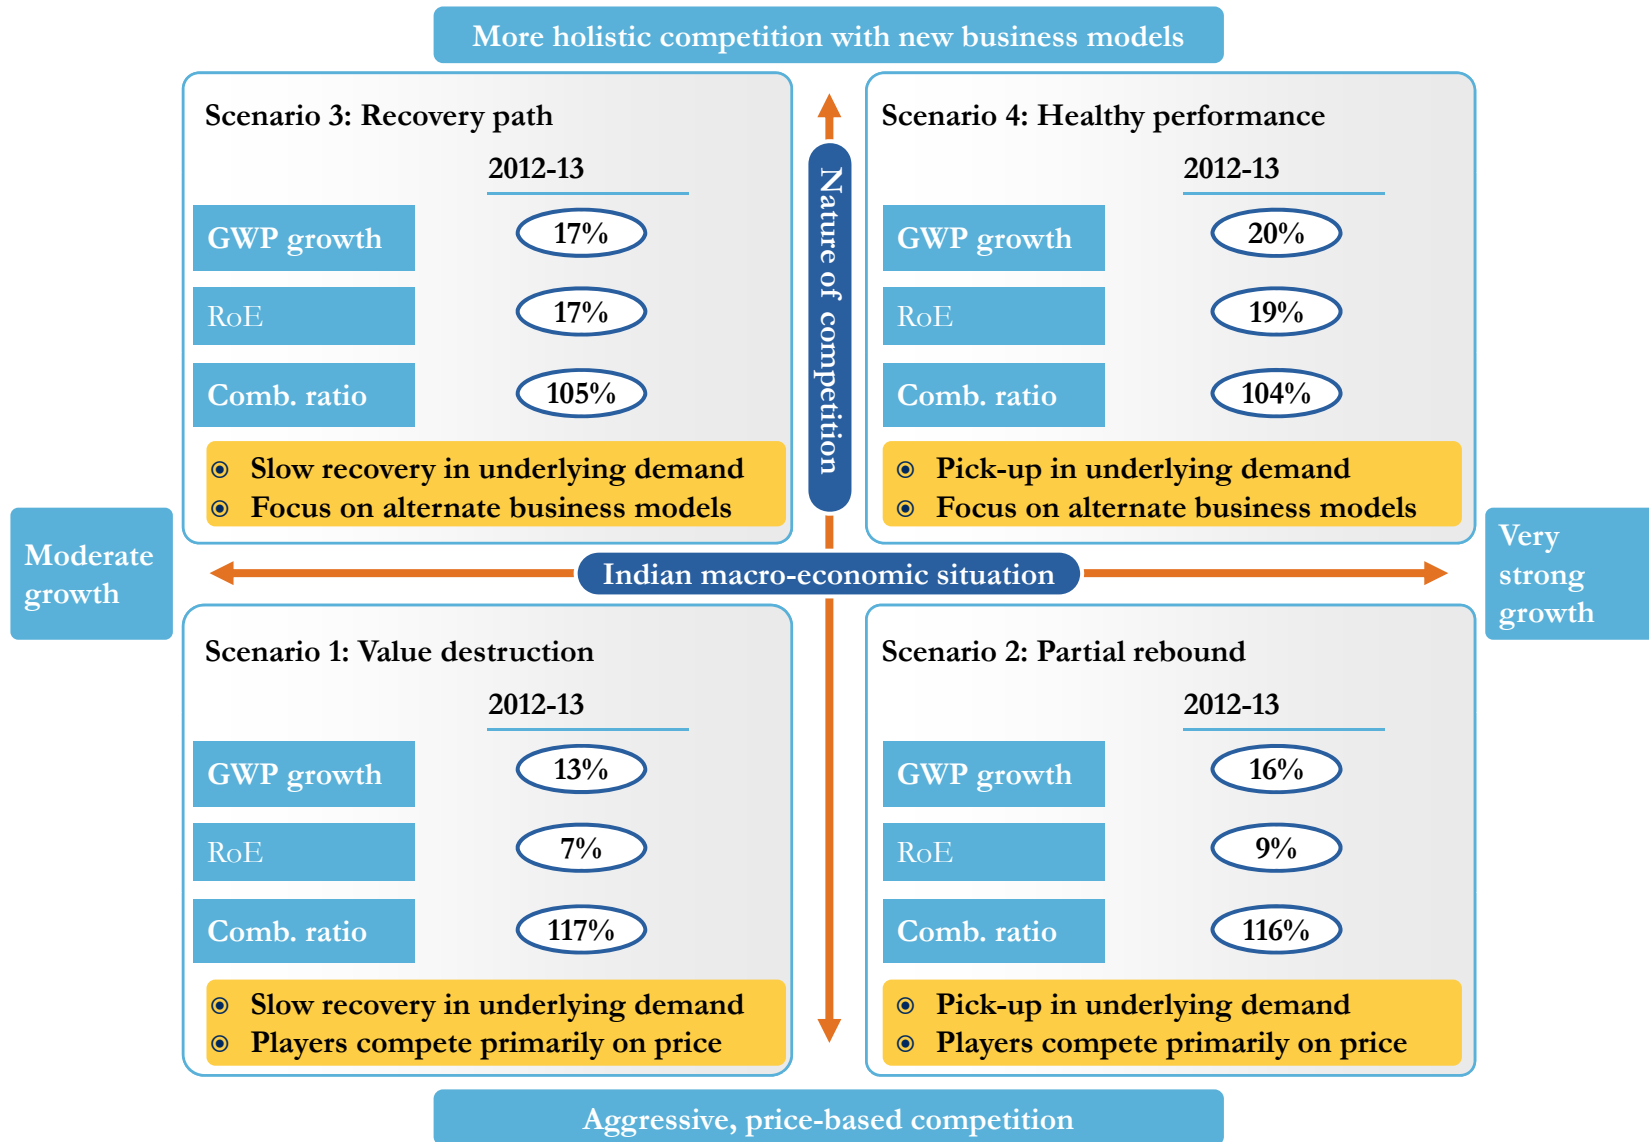 More holistic competition with new business models
Scenario 3: Recovery path
2012-13
GWP growth
17%
RoE
17%
Comb. ratio
105%
Slow recovery in underlying demand
Focus on alternate business models
Nature of competition
Scenario 4: Healthy performance
2012-13
GWP growth
20%
RoE
19%
Comb. ratio
104%
Pick-up in underlying demand
Focus on alternate business models
Moderate
growth
Indian macro-economic situation
Very
strong
growth
Scenario 1: Value destruction
2012-13
GWP growth
13%
RoE
7%
Comb. ratio
117%
Slow recovery in underlying demand
Players compete primarily on price
Scenario 2: Partial rebound
2012-13
GWP growth
16%
RoE
9%
Comb. ratio
116%
Pick-up in underlying demand
Players compete primarily on price
Aggressive, price-based competition